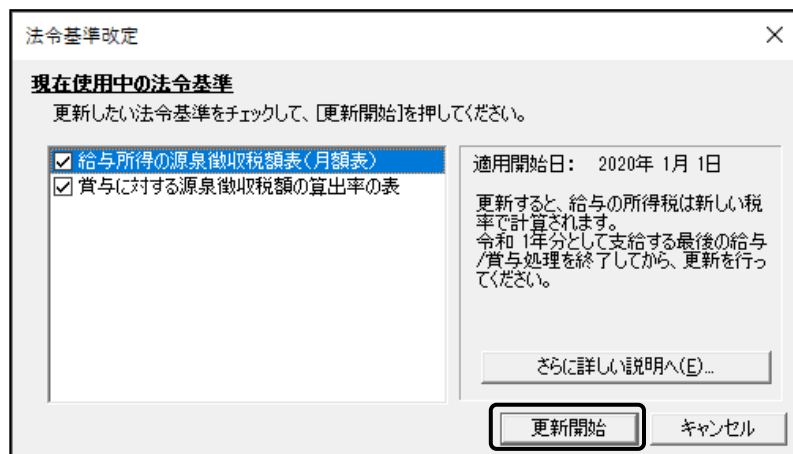 法令基準改定
現在使用中の法令基準
更新したい法令基準をチェックして、[更新開始]を押してください。
給与所得の源泉徴収税額表(月額表)
賞与に対する源泉徴収税額の算出率の表
適用開始日: 2020年 1月 1日
更新すると、給与の所得税は新しい税
率で計算されます。
令和 1年分として支給する最後の給与
/賞与処理を終了してから、更新を行っ
てください。
さらに詳しい説明へ(E)...
更新開始
キャンセル